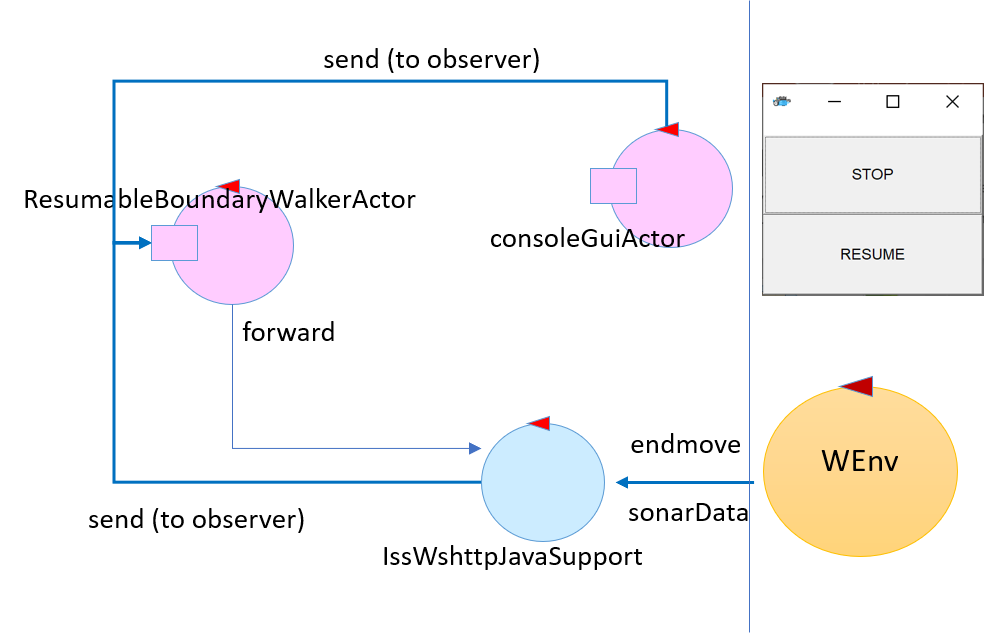 send (to observer)
STOP
ResumableBoundaryWalkerActor
consoleGuiActor
RESUME
forward
endmove
WEnv
sonarData
send (to observer)
IssWshttpJavaSupport